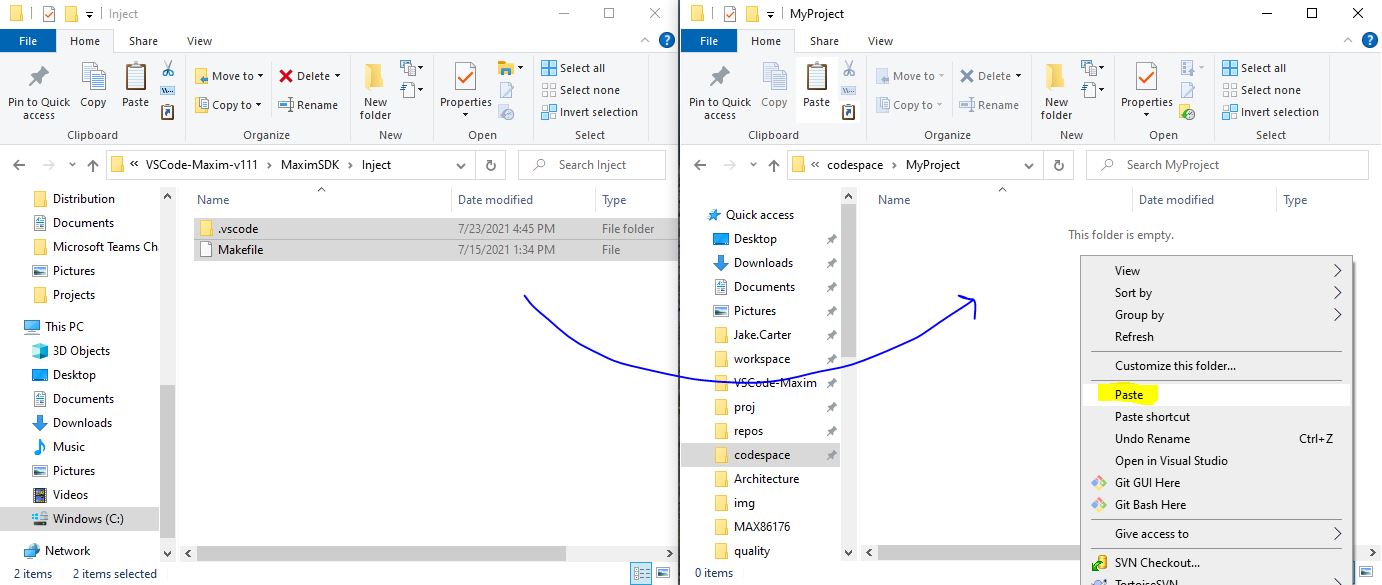 Inject
File Home Share View
Pin to Quick access
Copy
Paste
Move to
Copy to
Delete
Rename
New folder
Properties
Select all
Select none
Invert selection
Clipboard Organize New Open Select
« VSCode-Maxim-v111 > MaximSDK > Inject
Search Inject
Distribution
Documents
Microsoft Teams Ch
Pictures
Projects
This PC
3D Objects
Desktop
Documents
Downloads
Music
Pictures
Videos
Windows (C:)
Network
Name Date modified Type
.vscode 7/23/2021 4:45 PM File folder
Makefile 7/15/2021 1:34 PM File
2 items 2 items selected
MyProject
File Home Share View
Pin to Quick access
Copy
Paste
Move to
Copy to
Delete
Rename
New folder
Properties
Select all
Select none
Invert selection
Clipboard Organize New Open Select
« codespace > MyProject
Search MyProject
Quick access
Desktop
Downloads
Documents
Pictures
Jake.Carter
workspace
VSCode-Maxim
proj
repos
codespace
Architecture
img
MAX86176
quality
Name Date modified Type
This folder is empty.
View
Sort by
Group by
Refresh
Customize this folder...
Paste
Paste shortcut
Undo Rename Ctrl+Z
Open in Visual Studio
Git GUI Here
Git Bash Here
Give access to
SVN Checkout...
TortoiseSVN
0 items